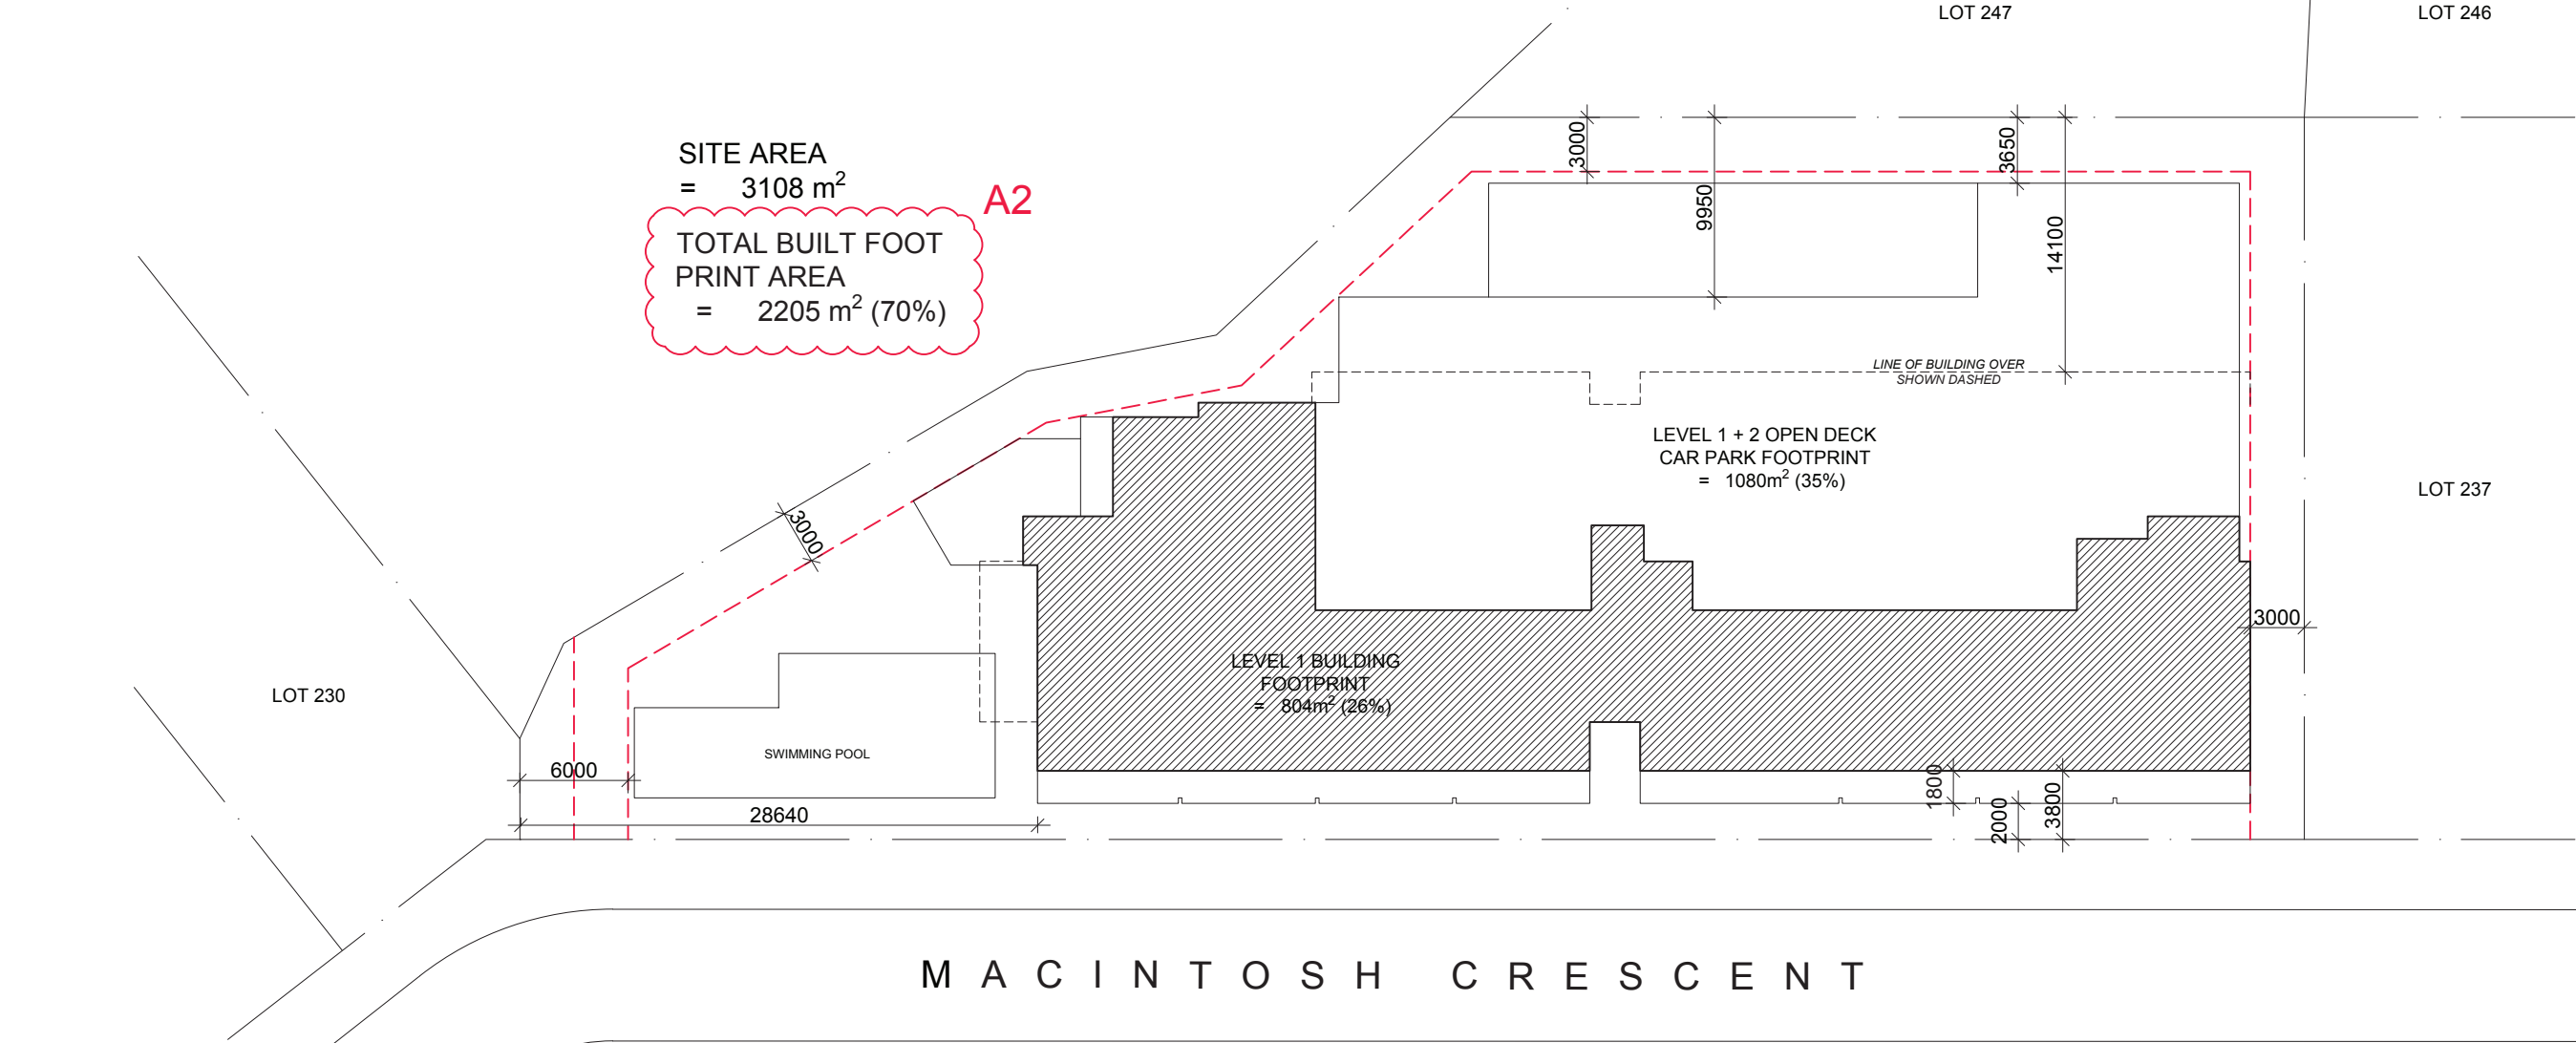 LOT 247
LOT 246
SITE AREA
= 3108 m²
A2
TOTAL BUILT FOOT
PRINT AREA
= 2205 m² (70%)
3000
3650
9950
14100
LINE OF BUILDING OVER
SHOWN DASHED
LEVEL 1 + 2 OPEN DECK
CAR PARK FOOTPRINT
= 1080m² (35%)
LOT 237
3000
3000
LEVEL 1 BUILDING
FOOTPRINT
= 804m² (26%)
LOT 230
SWIMMING POOL
6000
28640
1800
2000
3800
MACINTOSH CRESCENT